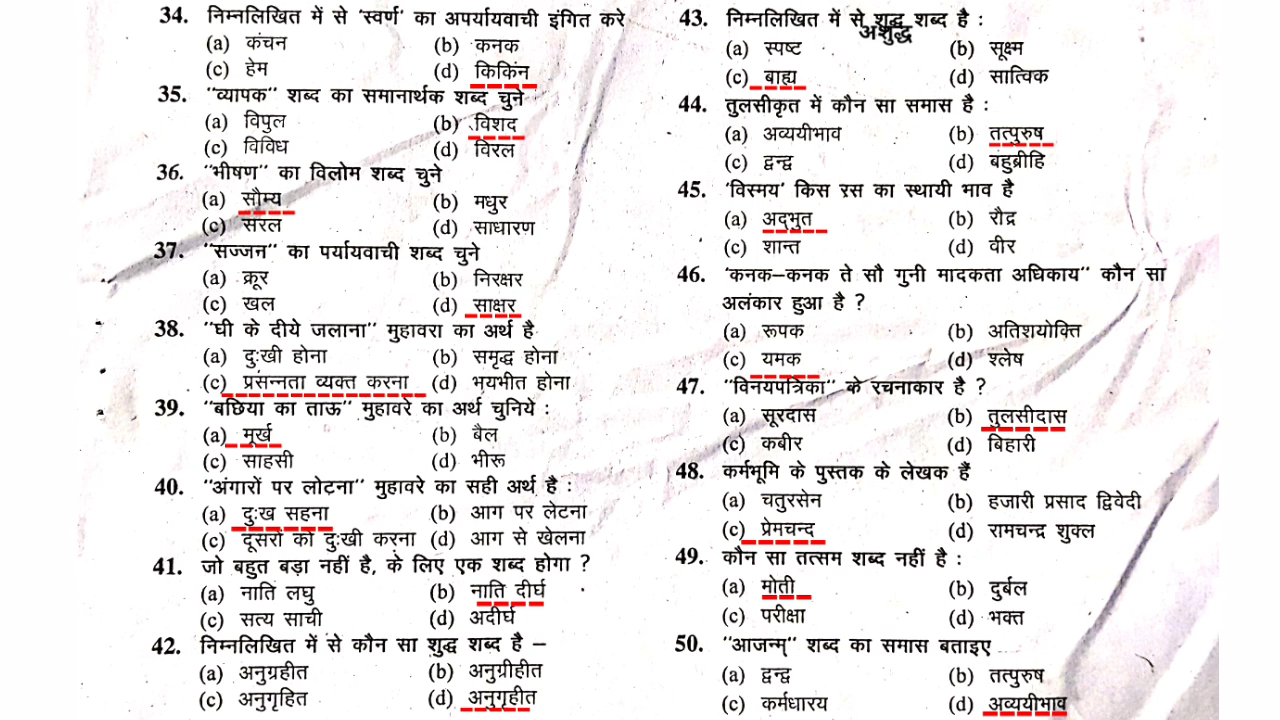 34. निम्नलिखित में से 'स्वर्ण' का अपर्यायवाची इंगित करे
(a) कंचन (b) कनक
(c) हेम (d) किकिंन
35. "व्यापक" शब्द का समानार्थक शब्द चुने
(a) विपुल (b) विशद
(c) विविध (d) विरल
36. "भीषण" का विलोम शब्द चुने
(a) सौम्य (b) मधुर
(c) सरल (d) साधारण
37. "सज्जन" का पर्यायवाची शब्द चुने
(a) क्रूर (b) निरक्षर
(c) खल (d) साक्षर
38. "घी के दीये जलाना" मुहावरा का अर्थ है
(a) दुःखी होना (b) समृद्ध होना
(c) प्रसन्नता व्यक्त करना (d) भयभीत होना
39. "बछिया का ताऊ" मुहावरे का अर्थ चुनिये :
(a) मूर्ख (b) बैल
(c) साहसी (d) भीरू
40. "अंगारों पर लोटना" मुहावरे का सही अर्थ है :
(a) दुःख सहना (b) आग पर लेटना
(c) दूसरों को दुःखी करना (d) आग से खेलना
41. जो बहुत बड़ा नहीं है, के लिए एक शब्द होगा ?
(a) नाति लघु (b) नाति दीर्घ
(c) सत्य साची (d) अदीर्घ
42. निम्नलिखित में से कौन सा शुद्ध शब्द है –
(a) अनुग्रहीत (b) अनुग्रीहीत
(c) अनुगृहित (d) अनुगृहीत
43. निम्नलिखित में से शुद्ध शब्द है :
अशुद्ध
(a) स्पष्ट (b) सूक्ष्म
(c) बाह्य (d) सात्विक
44. तुलसीकृत में कौन सा समास है :
(a) अव्ययीभाव (b) तत्पुरुष
(c) द्वन्द्व (d) बहुब्रीहि
45. 'विस्मय' किस रस का स्थायी भाव है
(a) अद्भुत (b) रौद्र
(c) शान्त (d) वीर
46. 'कनक–कनक ते सौ गुनी मादकता अधिकाय" कौन सा
अलंकार हुआ है ?
(a) रूपक (b) अतिशयोक्ति
(c) यमक (d) श्लेष
47. "विनयपत्रिका" के रचनाकार है ?
(a) सूरदास (b) तुलसीदास
(c) कबीर (d) बिहारी
48. कर्मभूमि के पुस्तक के लेखक हैं
(a) चतुरसेन (b) हजारी प्रसाद द्विवेदी
(c) प्रेमचन्द (d) रामचन्द्र शुक्ल
49. कौन सा तत्सम शब्द नहीं है :
(a) मोती (b) दुर्बल
(c) परीक्षा (d) भक्त
50. "आजन्म्" शब्द का समास बताइए
(a) द्वन्द्व (b) तत्पुरुष
(c) कर्मधारय (d) अव्ययीभाव